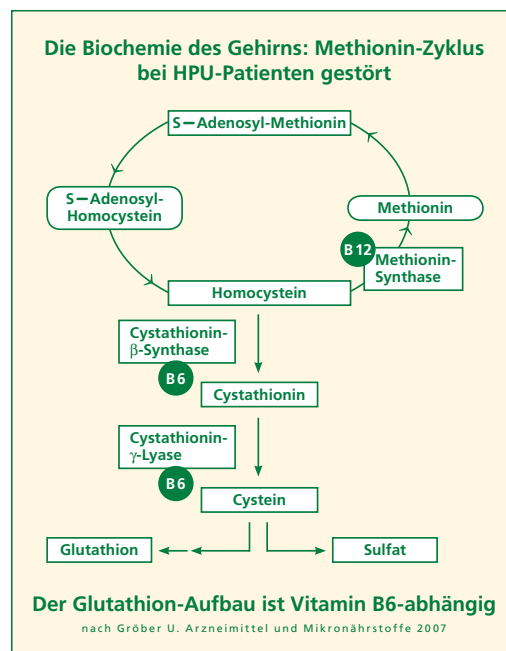 Die Biochemie des Gehirns: Methionin-Zyklus
bei HPU-Patienten gestört
S–Adenosyl-Methionin
S–Adenosyl-
Homocystein
Methionin
B12
Methionin-
Synthase
Homocystein
Cystathionin-
β-Synthase
B6
Cystathionin
Cystathionin-
γ-Lyase
B6
Cystein
Glutathion
Sulfat
Der Glutathion-Aufbau ist Vitamin B6-abhängig
nach Gröber U. Arzneimittel und Mikronährstoffe 2007